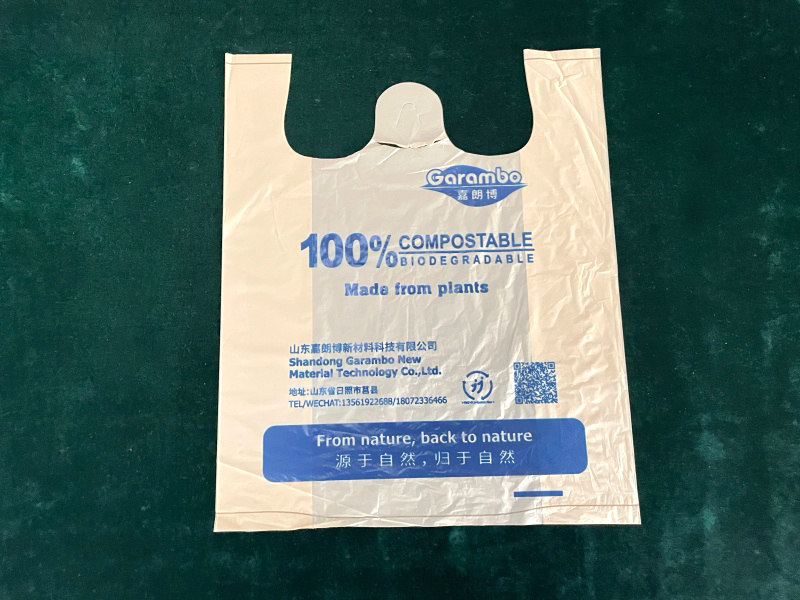 Garambo
嘉朗博
100% COMPOSTABLE
BIODEGRADABLE
Made from plants
山东嘉朗博新材料科技有限公司
Shandong Garambo New
Material Technology Co.,Ltd.
地址:山东省日照市莒县
TEL/WECHAT:13561922688/18072336466
From nature, back to nature
源于自然,归于自然